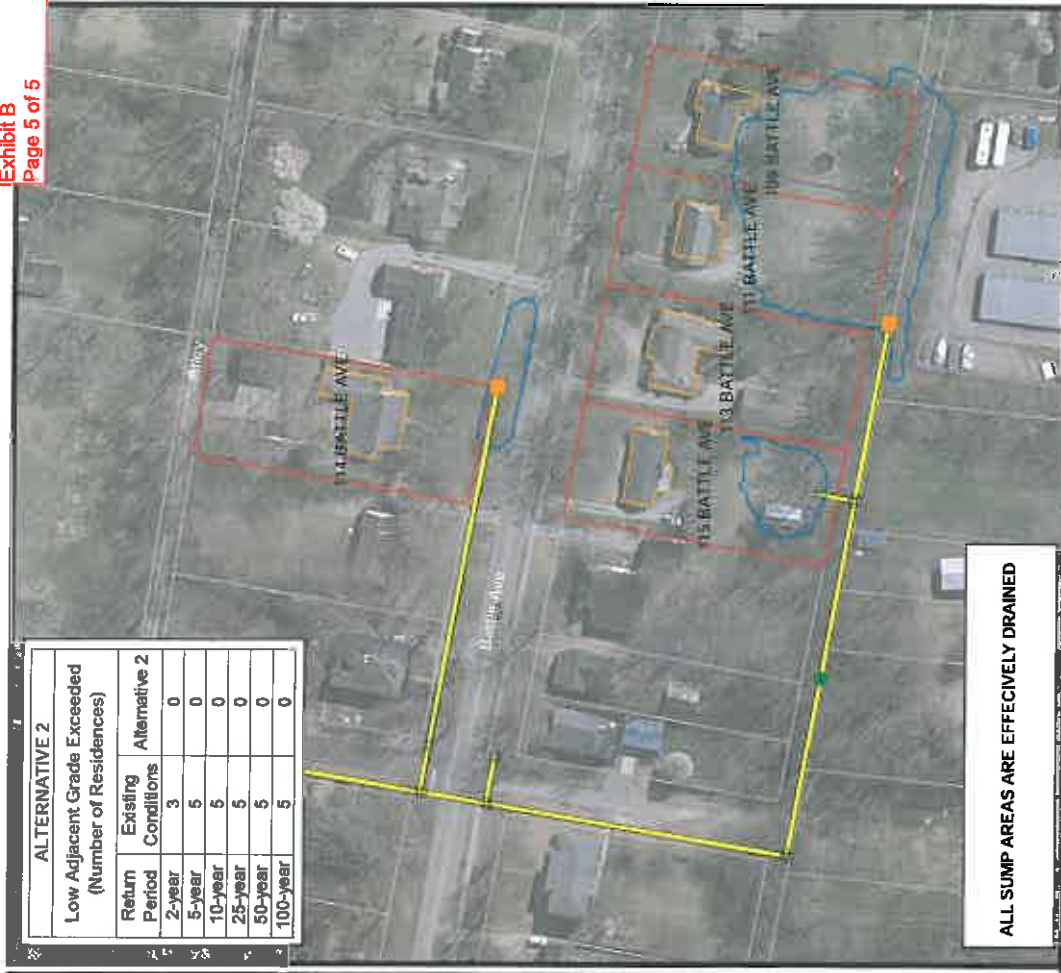 Exhibit B
Page 5 of 5
ALTERNATIVE 2
Low Adjacent Grade Exceeded
(Number of Residences)
Return Period Existing Conditions Alternative 2
2-year 3 0
5-year 5 0
10-year 5 0
25-year 5 0
50-year 5 0
100-year 5 0
Alley
114 BATTLE AVE
Battle Ave
109 BATTLE AVE
111 BATTLE AVE
113 BATTLE AVE
115 BATTLE AVE
ALL SUMP AREAS ARE EFFECIVELY DRAINED